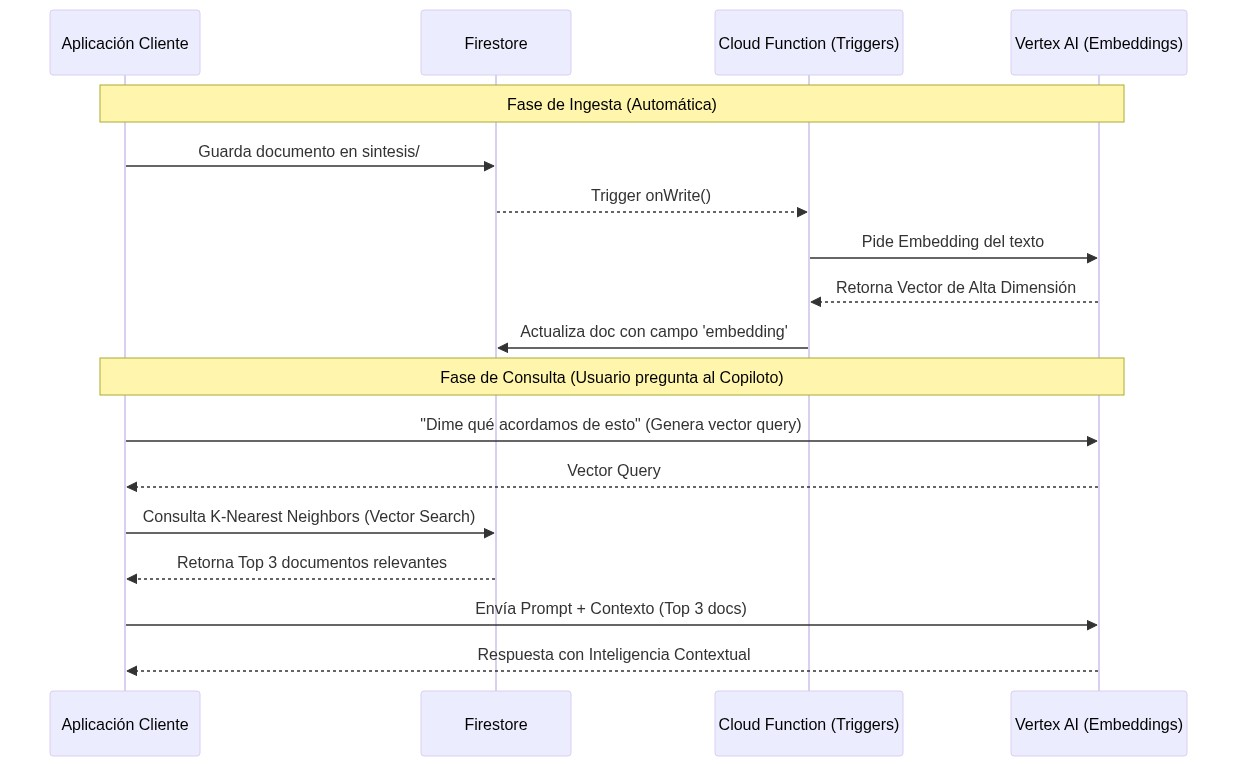 Aplicación Cliente
Firestore
Cloud Function (Triggers)
Vertex AI (Embeddings)
Fase de Ingesta (Automática)
Guarda documento en sintesis/
Trigger onWrite()
Pide Embedding del texto
Retorna Vector de Alta Dimensión
Actualiza doc con campo 'embedding'
Fase de Consulta (Usuario pregunta al Copiloto)
"Dime qué acordamos de esto" (Genera vector query)
Vector Query
Consulta K-Nearest Neighbors (Vector Search)
Retorna Top 3 documentos relevantes
Envía Prompt + Contexto (Top 3 docs)
Respuesta con Inteligencia Contextual
Aplicación Cliente
Firestore
Cloud Function (Triggers)
Vertex AI (Embeddings)